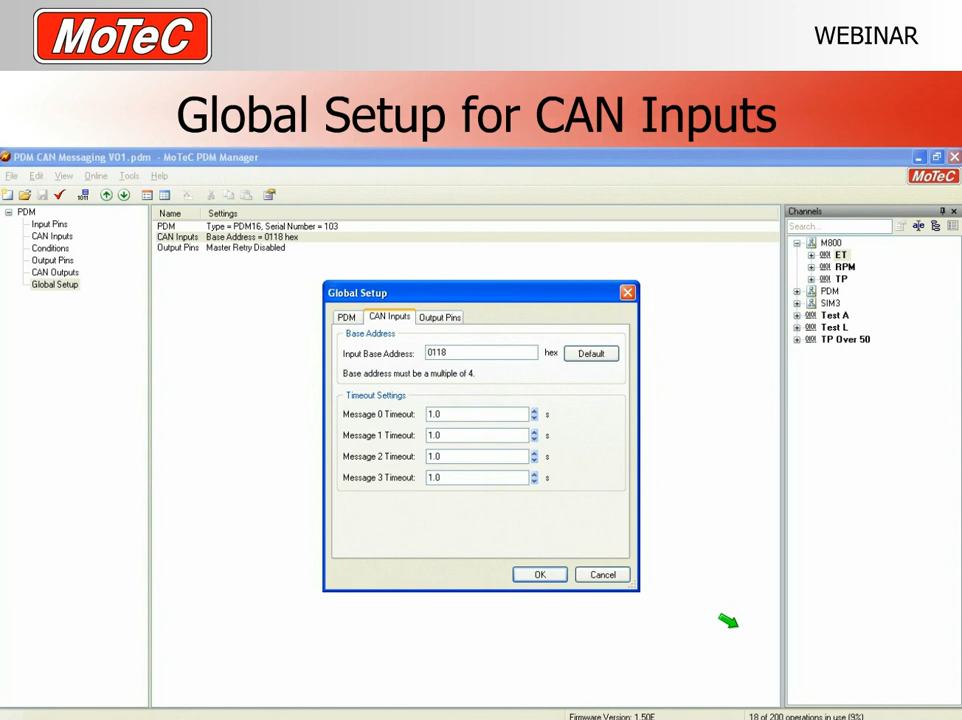 MoTeC
WEBINAR
Global Setup for CAN Inputs
PDM CAN Messaging V01.pdm - MoTeC PDM Manager
File Edit View Online Tools Help
MoTeC
PDM
Input Pins
CAN Inputs
Conditions
Output Pins
CAN Outputs
Global Setup
Name Settings
PDM Type = PDM16, Serial Number = 103
CAN Inputs Base Address = 0118 hex
Output Pins Master Retry Disabled
Global Setup
PDM CAN Inputs Output Pins
Base Address
Input Base Address: 0118 hex Default
Base address must be a multiple of 4.
Timeout Settings
Message 0 Timeout: 1.0 s
Message 1 Timeout: 1.0 s
Message 2 Timeout: 1.0 s
Message 3 Timeout: 1.0 s
OK Cancel
Channels
Search...
M800
ET
RPM
TP
PDM
SIM3
Test A
Test L
TP Over 50
Firmware Version: 1.50E
18 of 200 operations in use (9%)